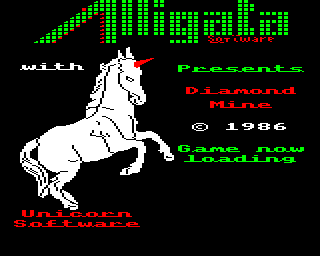 Alligata
Software
with
Presents
Diamond
Mine
© 1986
Game now
loading
Unicorn
Software